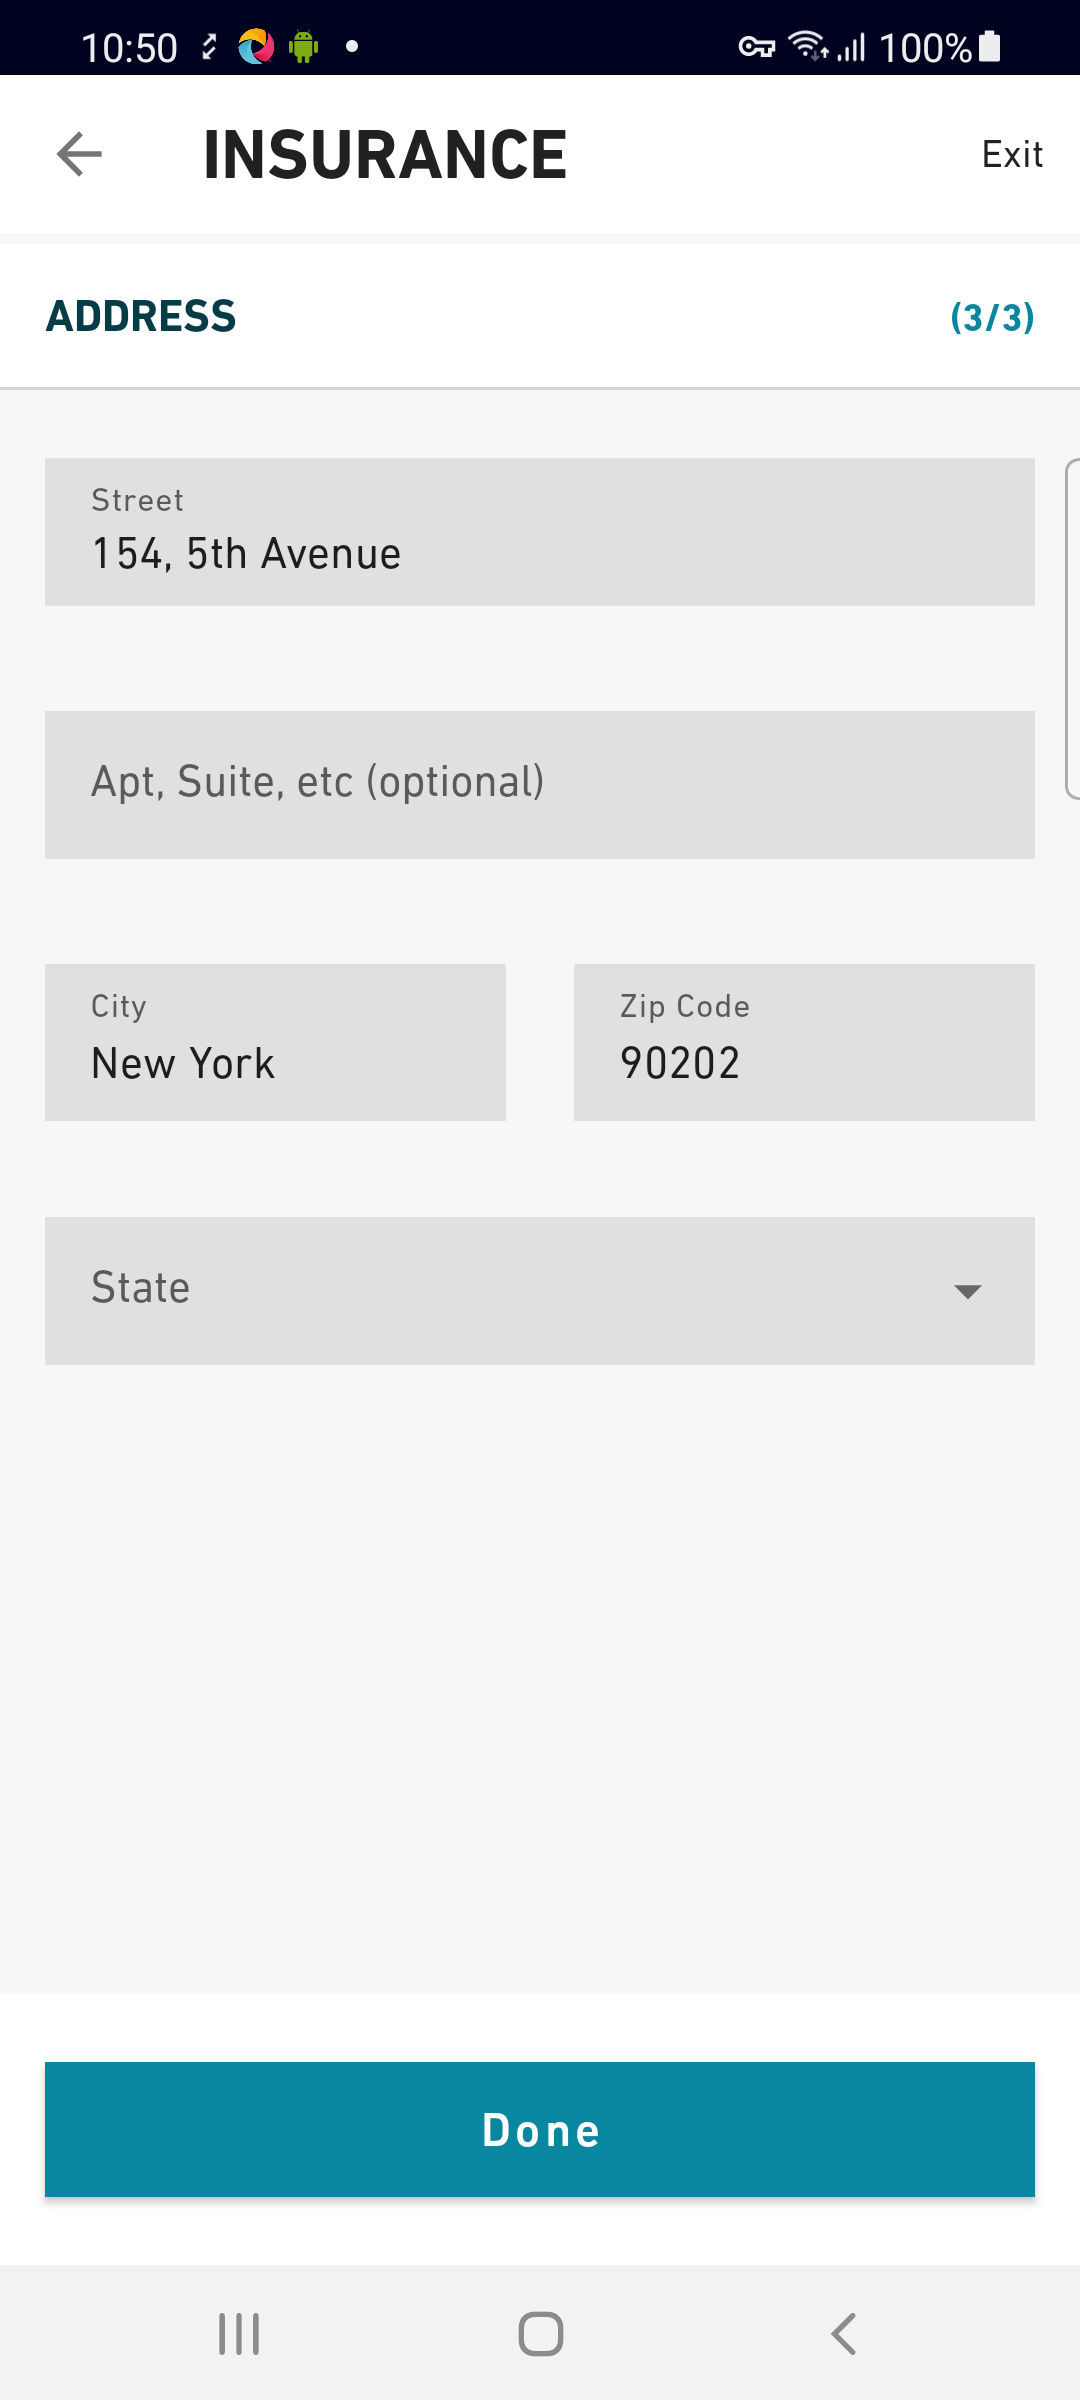 10:50 100%
INSURANCE Exit
ADDRESS (3/3)
Street
154, 5th Avenue
Apt, Suite, etc (optional)
City Zip Code
New York 90202
State
Done